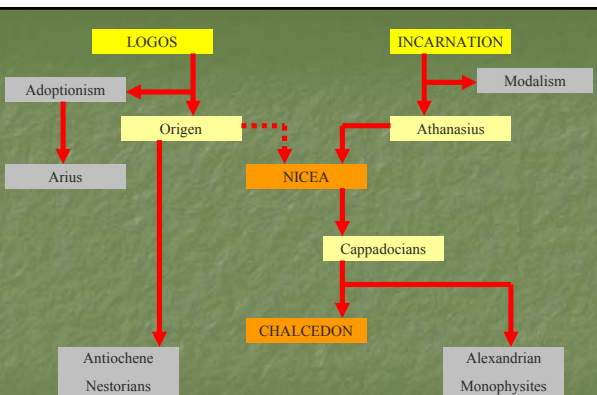 LOGOS
INCARNATION
Adoptionism
Modalism
Origen
Athanasius
Arius
NICEA
Cappadocians
CHALCEDON
Antiochene
Nestorians
Alexandrian
Monophysites